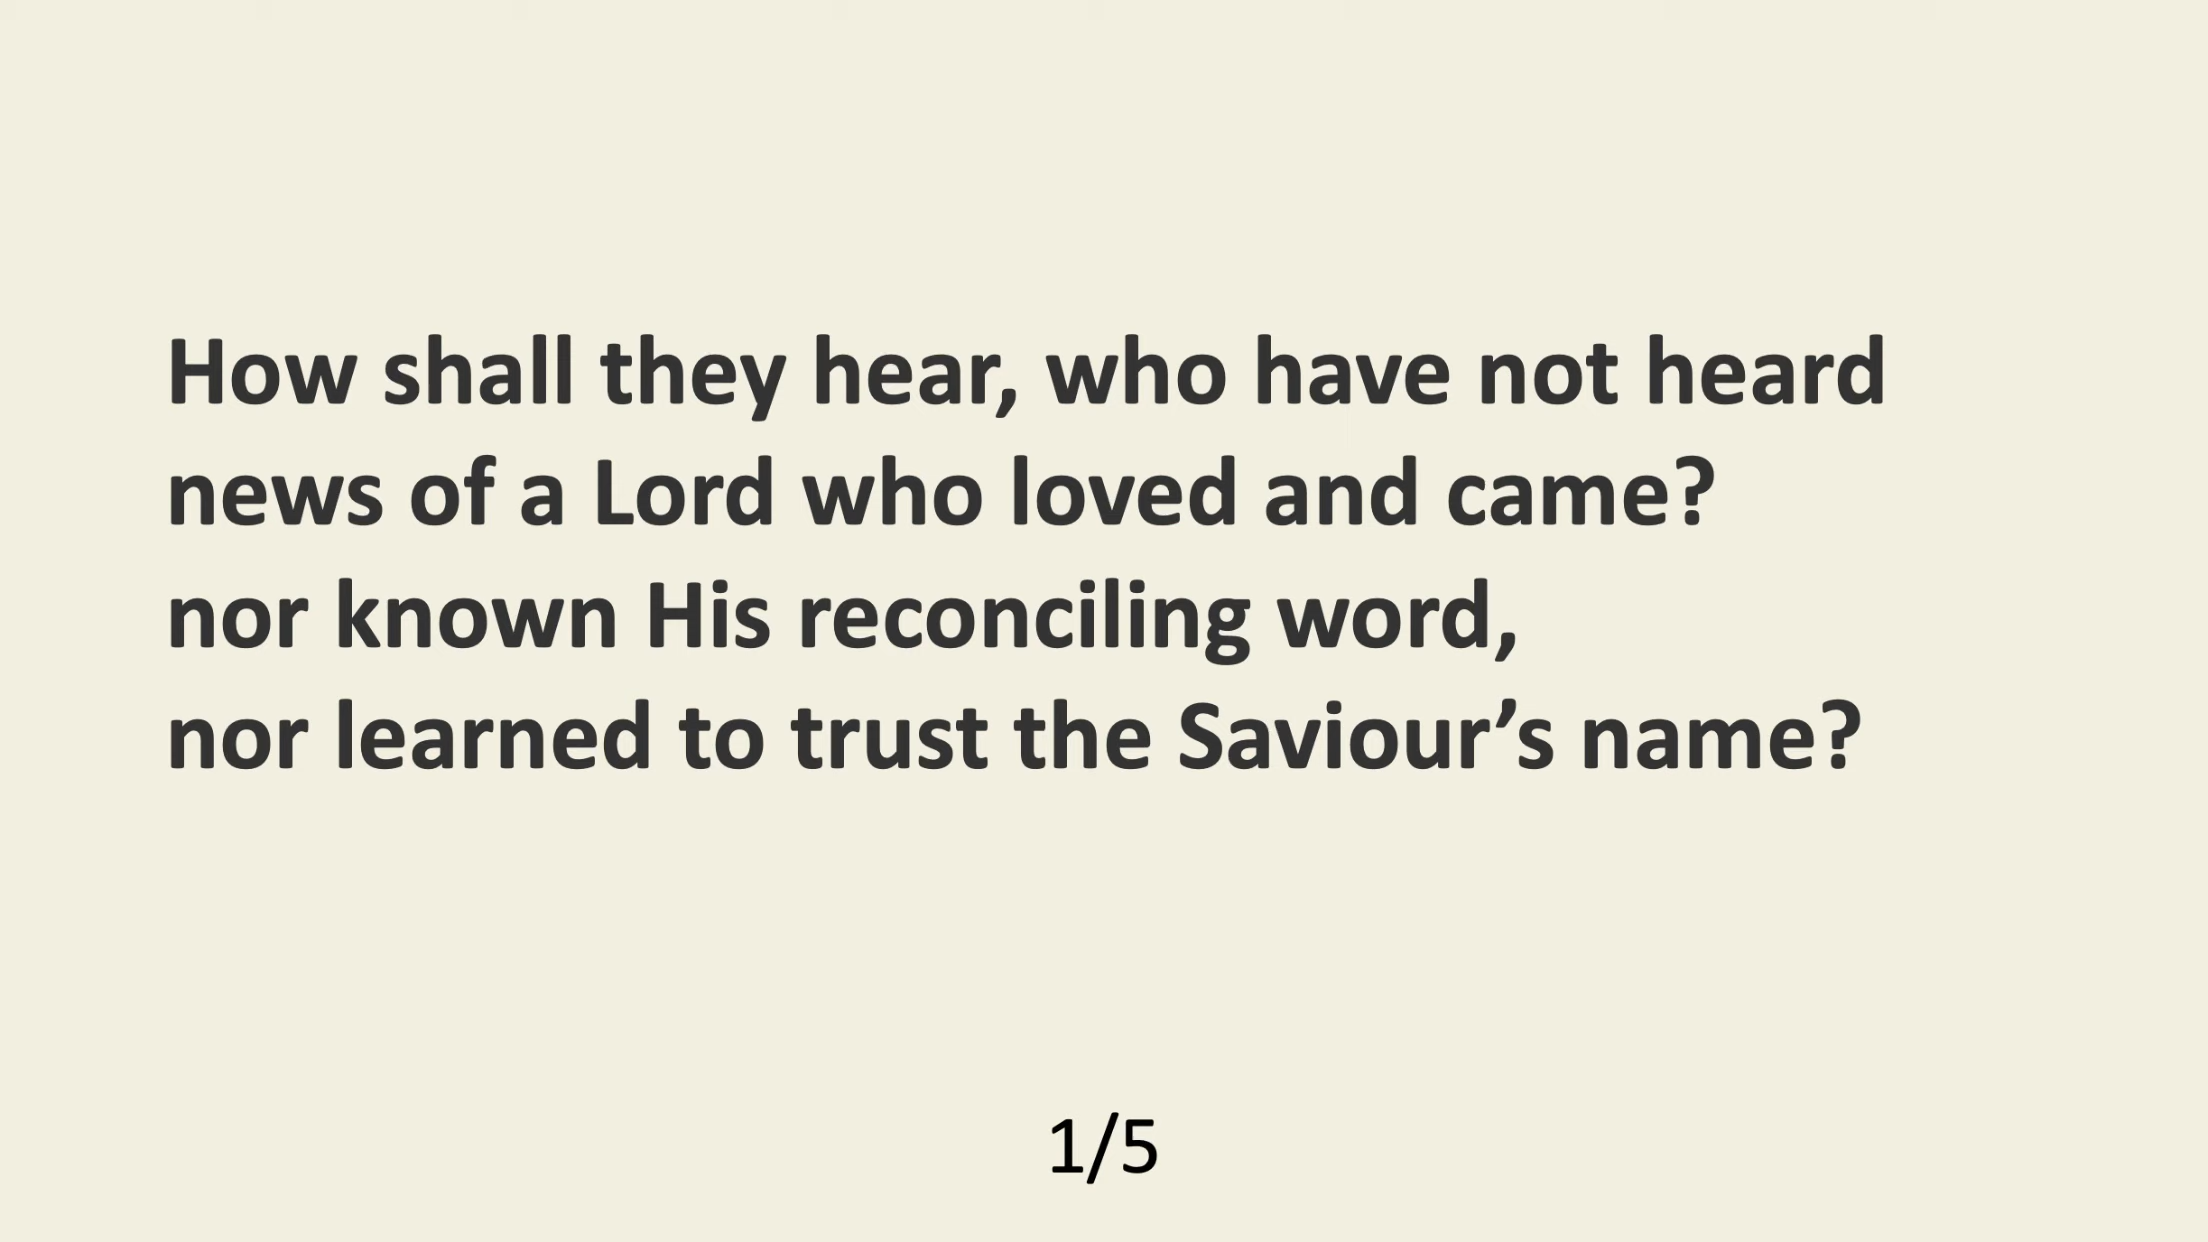 How shall they hear, who have not heard
news of a Lord who loved and came?
nor known His reconciling word,
nor learned to trust the Saviour’s name?
1/5